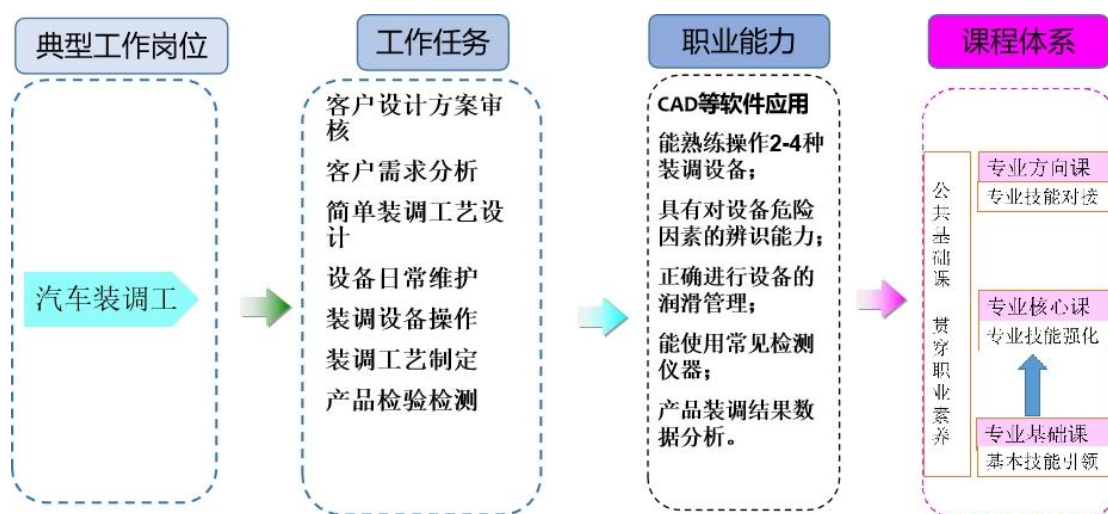 典型工作岗位
汽车装调工
工作任务
客户设计方案审
核
客户需求分析
简单装调工艺设
计
设备日常维护
装调设备操作
装调工艺制定
产品检验检测
职业能力
CAD等软件应用
能熟练操作2-4种
装调设备；
具有对设备危险
因素的辨识能力；
正确进行设备的
润滑管理；
能使用常见检测
仪器；
产品装调结果数
据分析。
课程体系
公共基础课 贯穿职业素养
专业方向课
专业技能对接
专业核心课
专业技能强化
专业基础课
基本技能引领